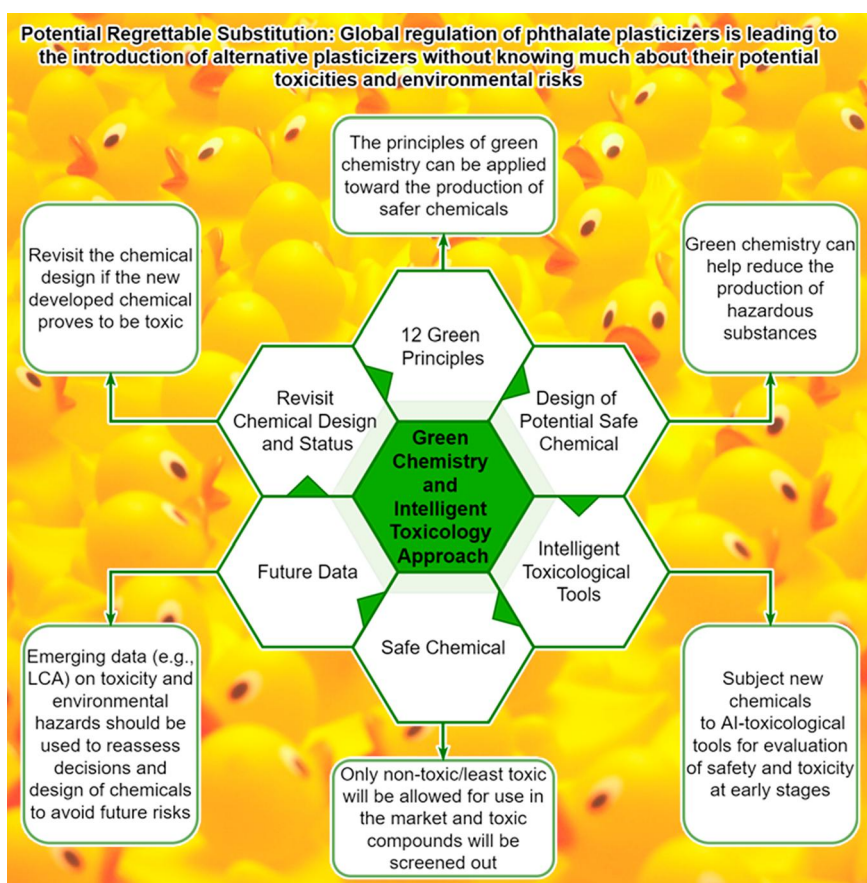 Potential Regrettable Substitution: Global regulation of phthalate plasticizers is leading to
the introduction of alternative plasticizers without knowing much about their potential
toxicities and environmental risks
The principles of green
chemistry can be applied
toward the production of
safer chemicals
Revisit the chemical
design if the new
developed chemical
proves to be toxic
Green chemistry can
help reduce the
production of
hazardous
substances
12 Green
Principles
Revisit
Chemical Design
and Status
Design of
Potential Safe
Chemical
Green
Chemistry
and
Intelligent
Toxicology
Approach
Future Data
Intelligent
Toxicological
Tools
Safe Chemical
Emerging data (e.g.,
LCA) on toxicity and
environmental
hazards should be
used to reassess
decisions and
design of chemicals
to avoid future risks
Subject new
chemicals
to AI-toxicological
tools for evaluation
of safety and toxicity
at early stages
Only non-toxic/least toxic
will be allowed for use in
the market and toxic
compounds will be
screened out